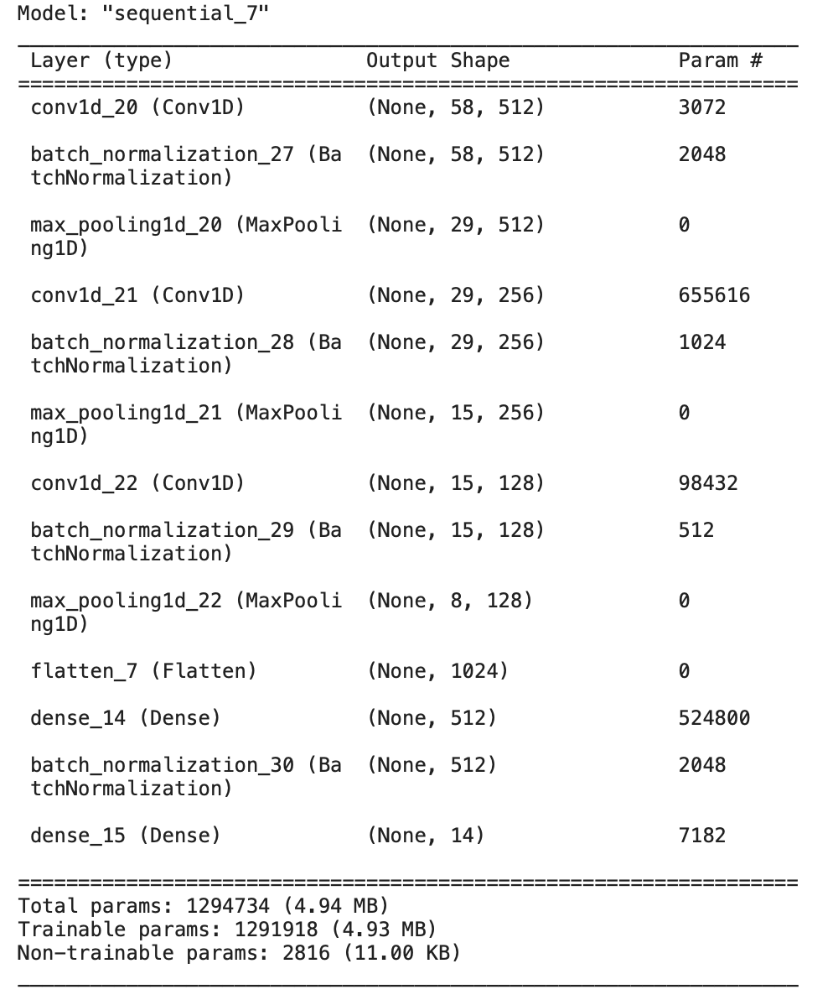 Model: "sequential_7"
Layer (type) Output Shape Param #
conv1d_20 (Conv1D) (None, 58, 512) 3072
batch_normalization_27 (Ba (None, 58, 512) 2048
tchNormalization)
max_pooling1d_20 (MaxPooli (None, 29, 512) 0
ng1D)
conv1d_21 (Conv1D) (None, 29, 256) 655616
batch_normalization_28 (Ba (None, 29, 256) 1024
tchNormalization)
max_pooling1d_21 (MaxPooli (None, 15, 256) 0
ng1D)
conv1d_22 (Conv1D) (None, 15, 128) 98432
batch_normalization_29 (Ba (None, 15, 128) 512
tchNormalization)
max_pooling1d_22 (MaxPooli (None, 8, 128) 0
ng1D)
flatten_7 (Flatten) (None, 1024) 0
dense_14 (Dense) (None, 512) 524800
batch_normalization_30 (Ba (None, 512) 2048
tchNormalization)
dense_15 (Dense) (None, 14) 7182
Total params: 1294734 (4.94 MB)
Trainable params: 1291918 (4.93 MB)
Non-trainable params: 2816 (11.00 KB)